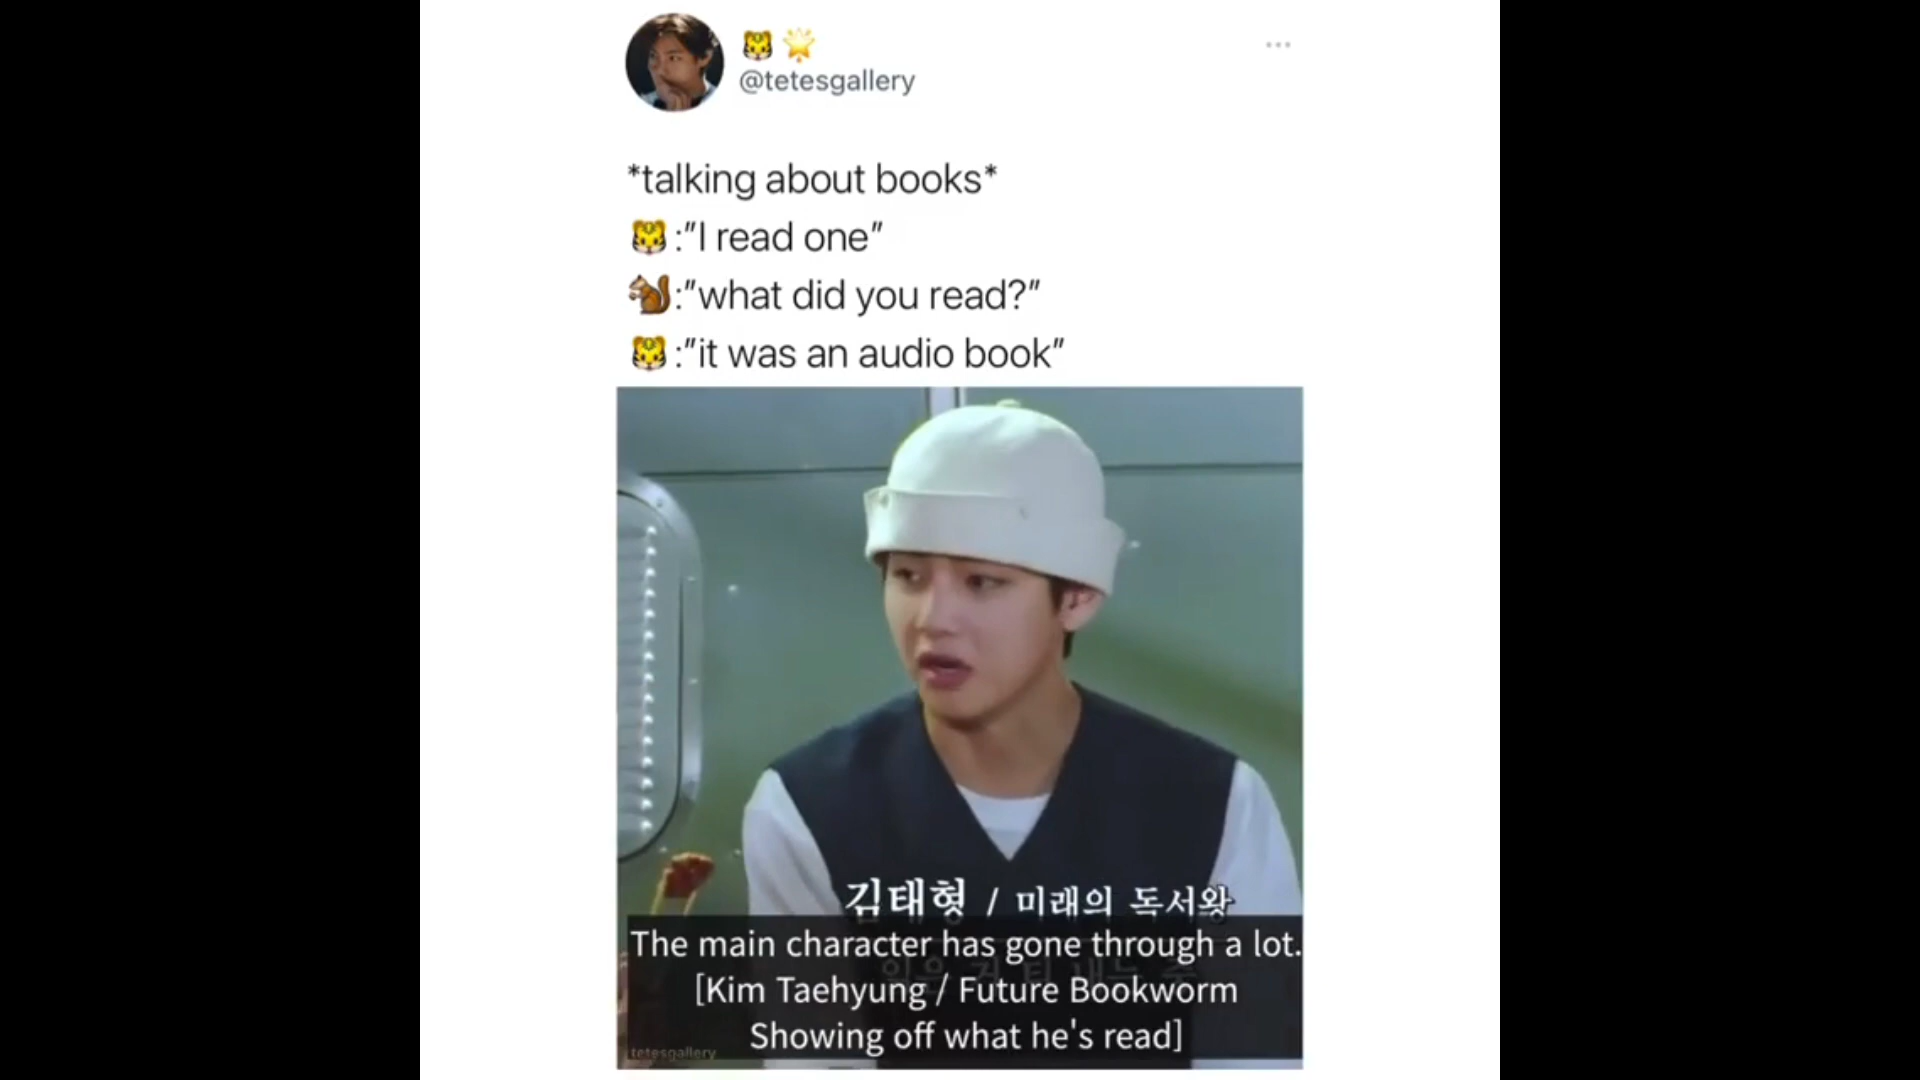 @tetesgallery
*talking about books*
🐯:"I read one"
🐿️:"what did you read?"
🐯:"it was an audio book"
김태형 / 미래의 독서왕
The main character has gone through a lot.
[Kim Taehyung / Future Bookworm
Showing off what he's read]
tetesgallery